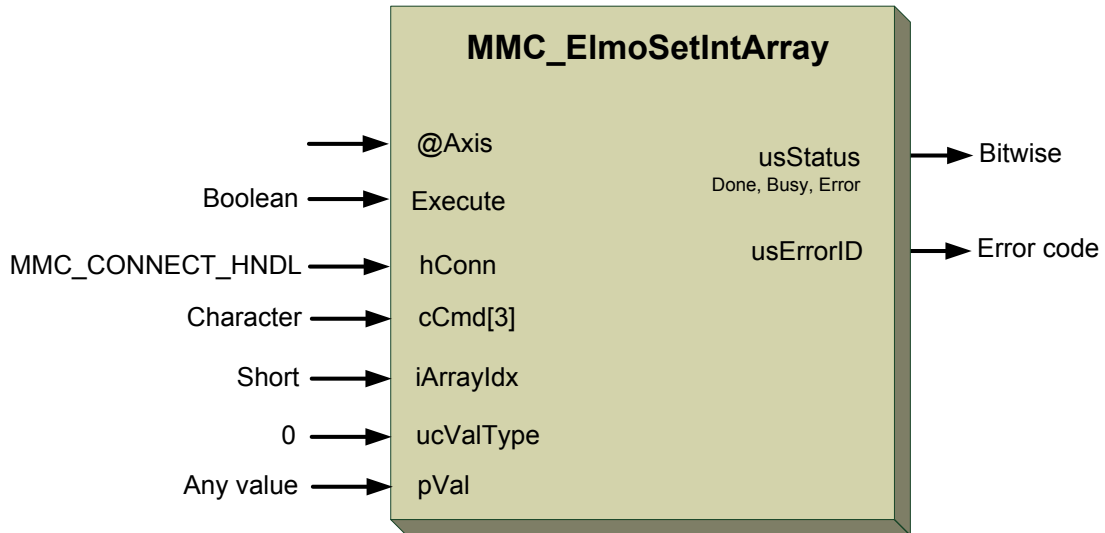 MMC_ElmoSetIntArray
@Axis
usStatus
Bitwise
Done, Busy, Error
Boolean
Execute
usErrorID
Error code
MMC_CONNECT_HNDL
hConn
Character
cCmd[3]
Short
iArrayIdx
0
ucValType
Any value
pVal